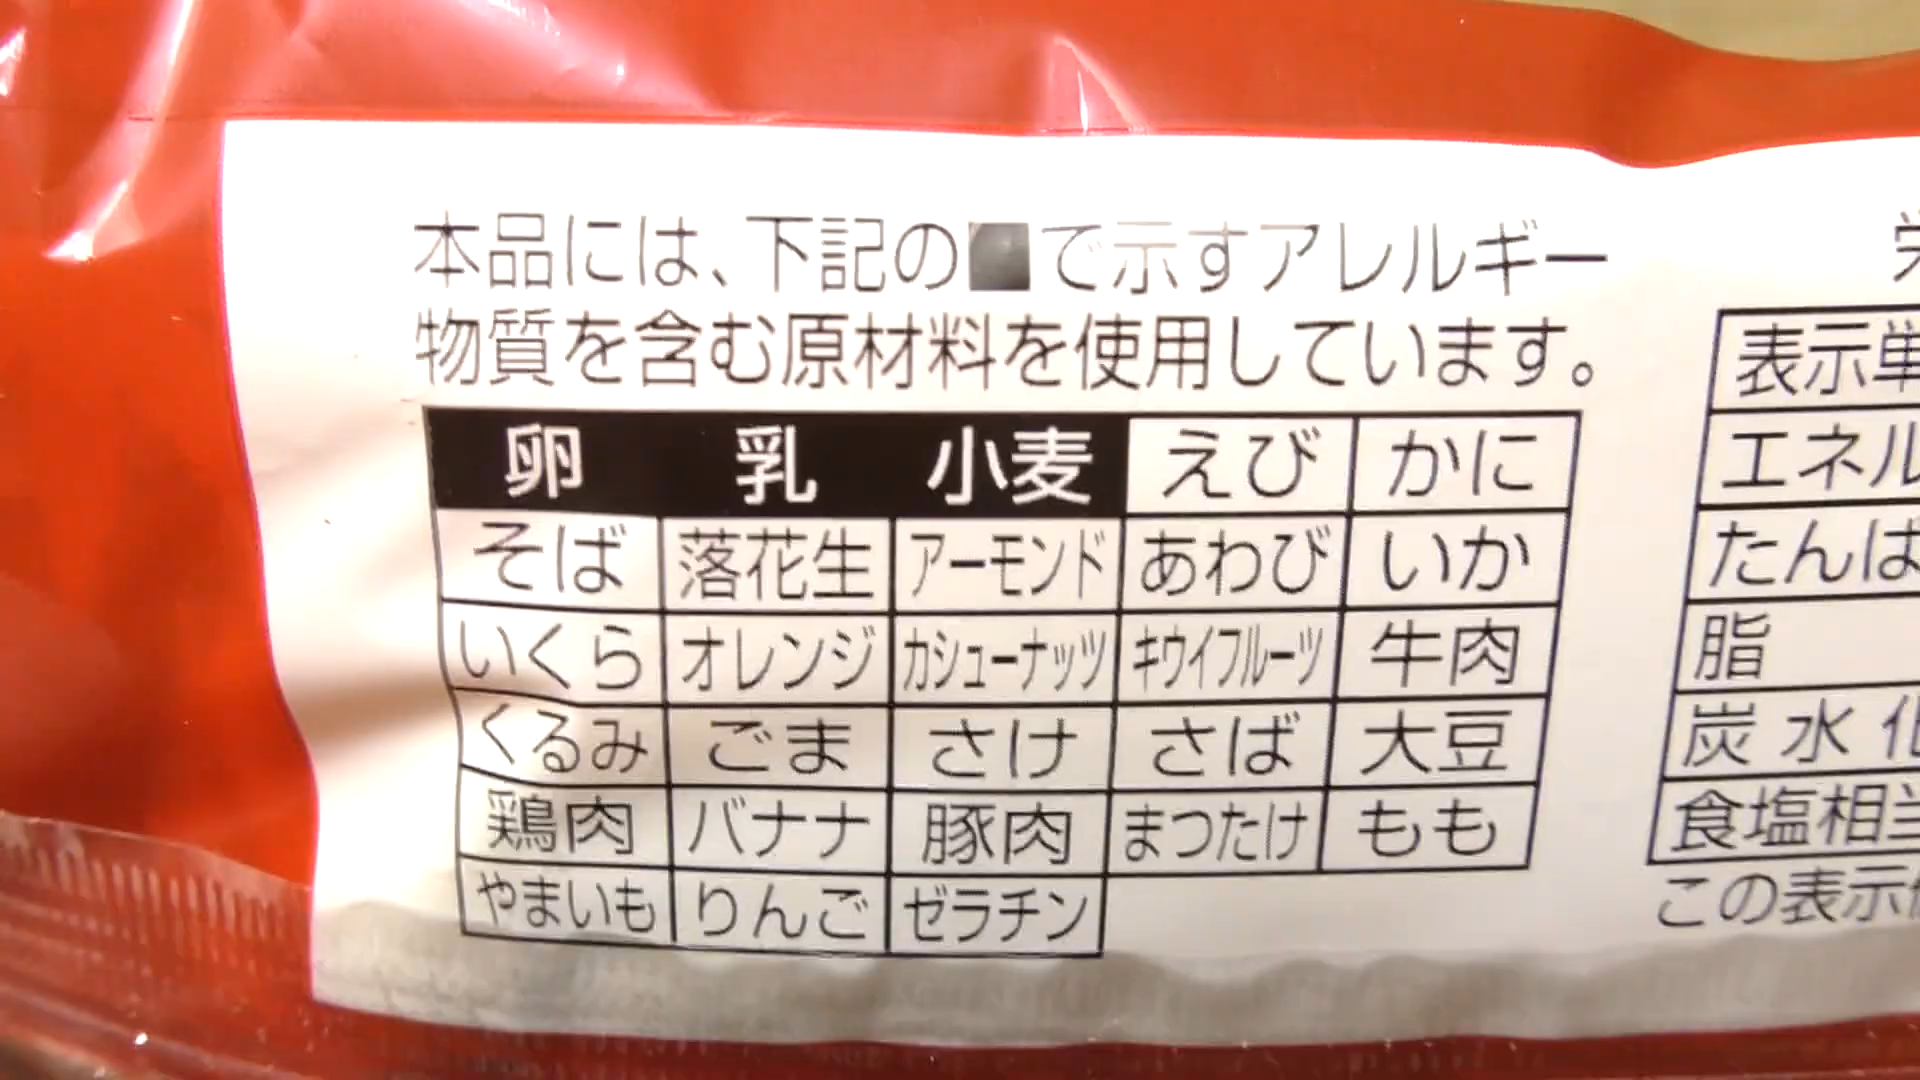 本品には、下記の■で示すアレルギー
物質を含む原材料を使用しています。
卵 乳 小麦 えび かに
そば 落花生 アーモンド あわび いか
いくら オレンジ カシューナッツ キウイフルーツ 牛肉
くるみ ごま さけ さば 大豆
鶏肉 バナナ 豚肉 まつたけ もも
やまいも りんご ゼラチン
栄
表示単
エネル
たんぱ
脂
炭水化
食塩相当
この表示値